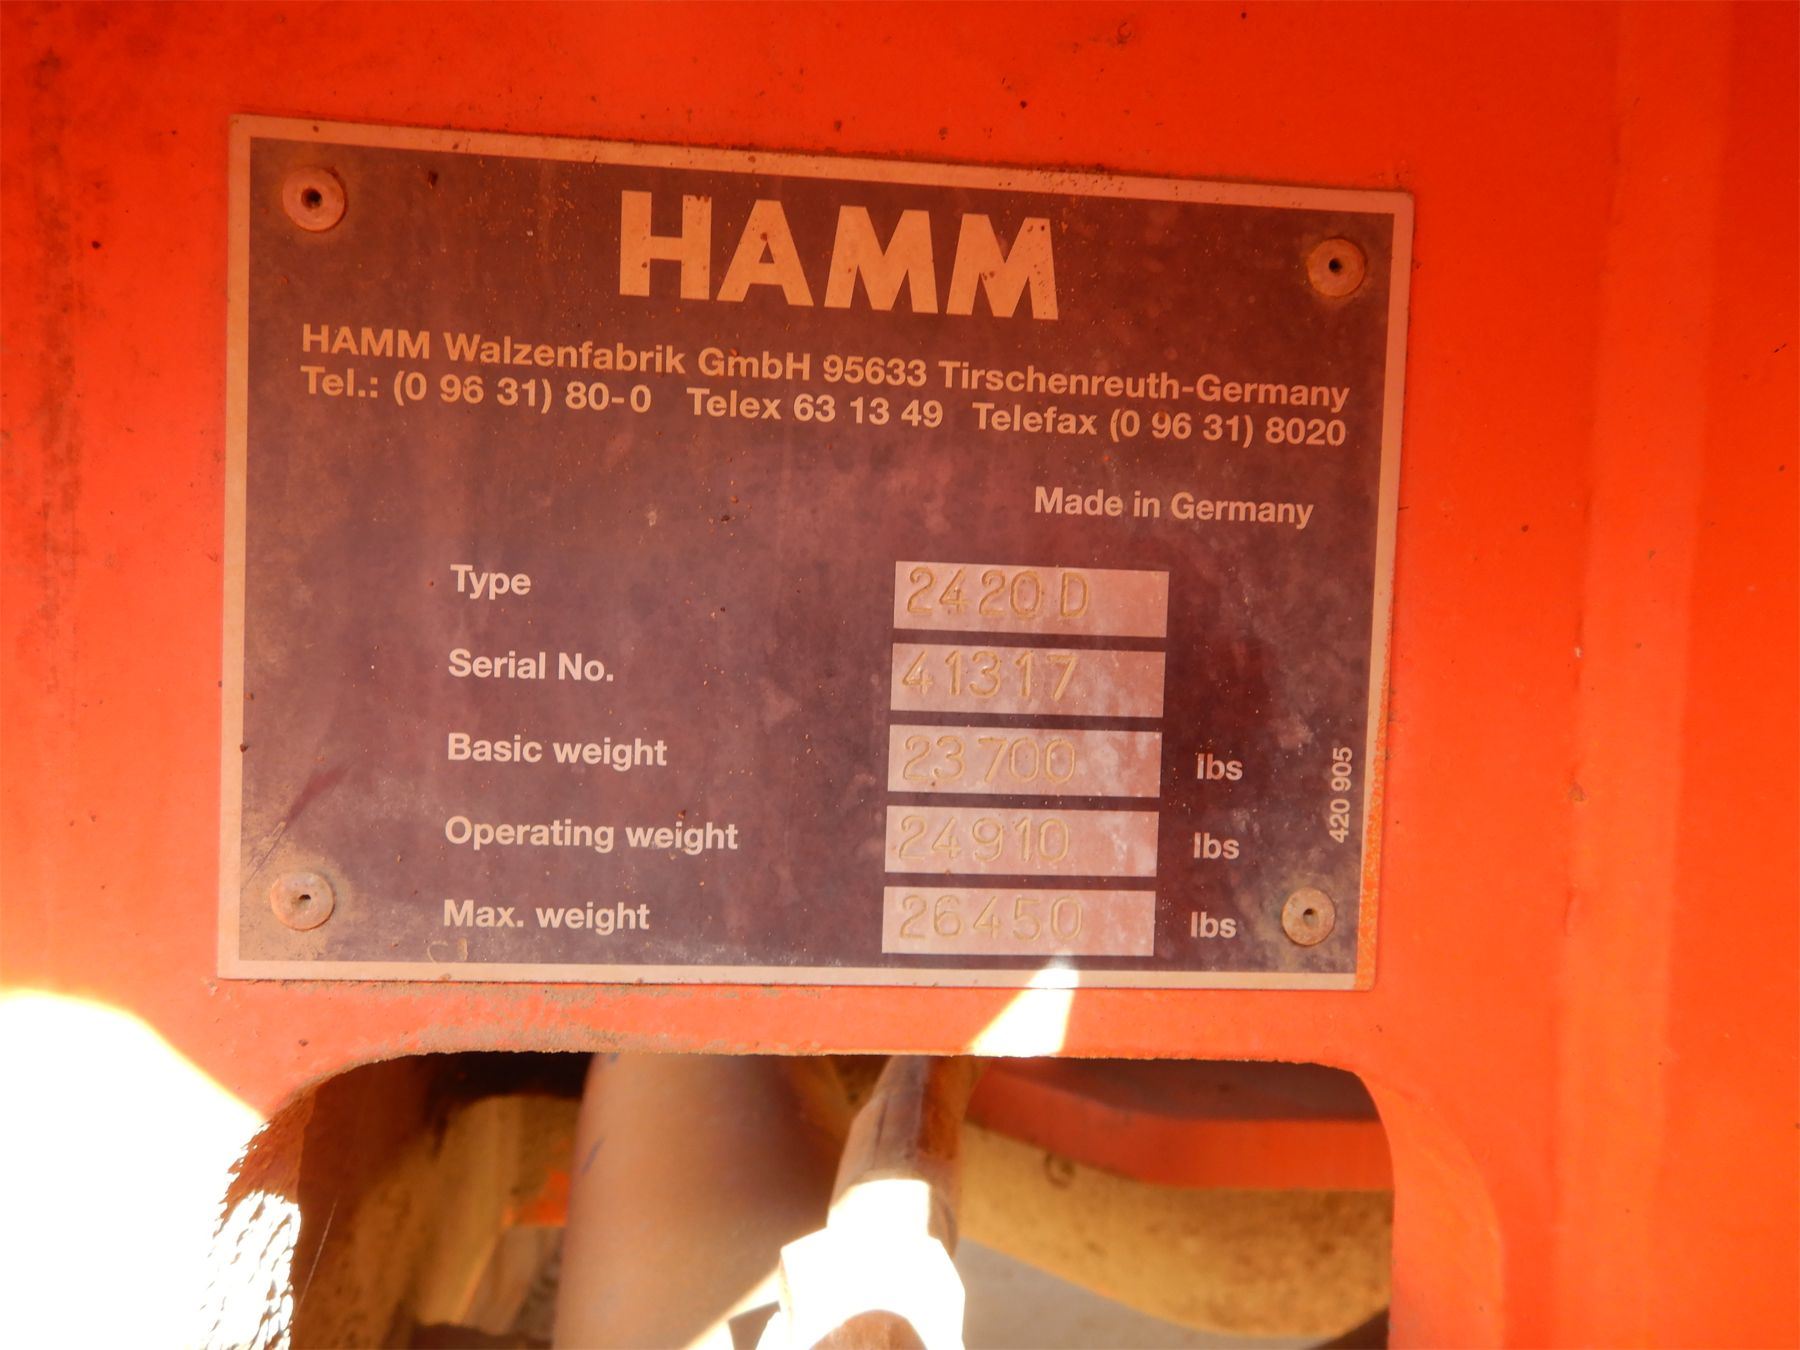 HAMM
HAMM Walzenfabrik GmbH 95633 Tirschenreuth-Germany
Tel.: (0 96 31) 80-0 Telex 63 13 49 Telefax (0 96 31) 8020
Made in Germany
Type 2420 D
Serial No. 41317
Basic weight 23700 lbs
Operating weight 24910 lbs
Max. weight 26450 lbs
420 905